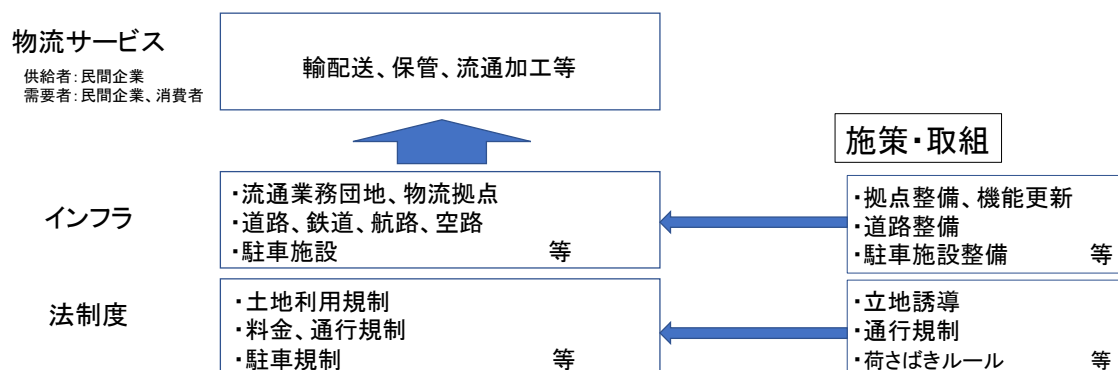 物流サービス
供給者:民間企業
需要者:民間企業、消費者
輸配送、保管、流通加工等
施策・取組
インフラ
・流通業務団地、物流拠点
・道路、鉄道、航路、空路
・駐車施設 等
・拠点整備、機能更新
・道路整備
・駐車施設整備 等
法制度
・土地利用規制
・料金、通行規制
・駐車規制 等
・立地誘導
・通行規制
・荷さばきルール 等